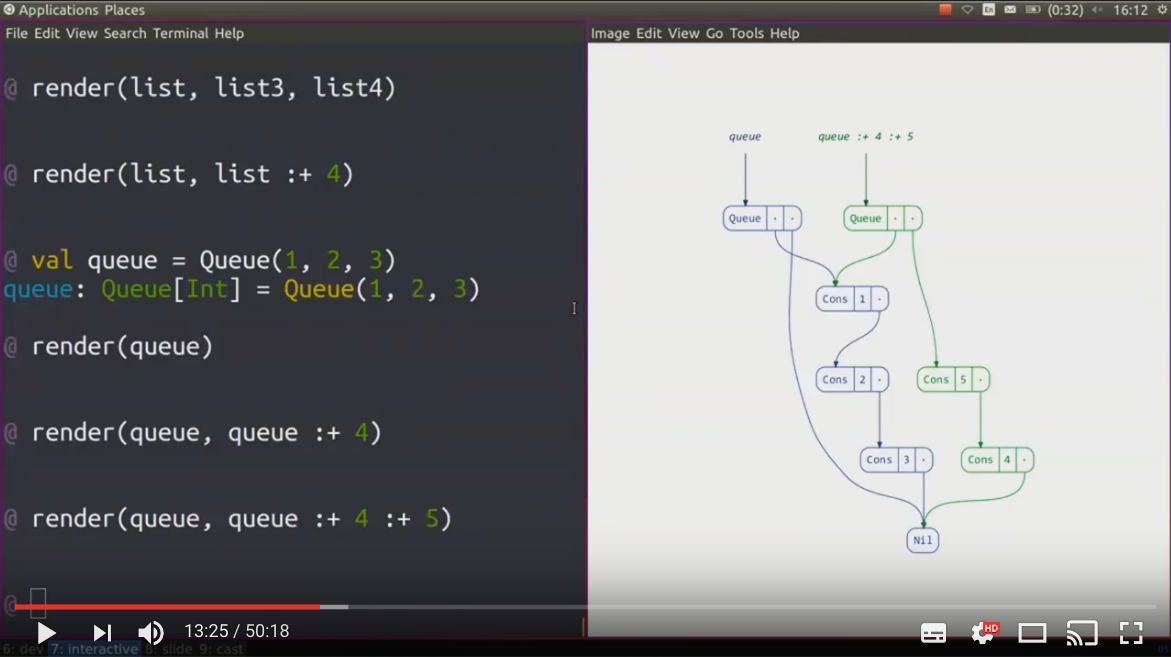 Applications Places
En (0:32) 16:12
File Edit View Search Terminal Help
@ render(list, list3, list4)
@ render(list, list :+ 4)
@ val queue = Queue(1, 2, 3)
queue: Queue[Int] = Queue(1, 2, 3)
@ render(queue)
@ render(queue, queue :+ 4)
@ render(queue, queue :+ 4 :+ 5)
@
Image Edit View Go Tools Help
queue queue :+ 4 :+ 5
Queue · · Queue · ·
Cons 1 ·
Cons 2 · Cons 5 ·
Cons 3 · Cons 4 ·
Nil
13:25 / 50:18
HD
6: dev 7: interactive 8: slide 9: cast